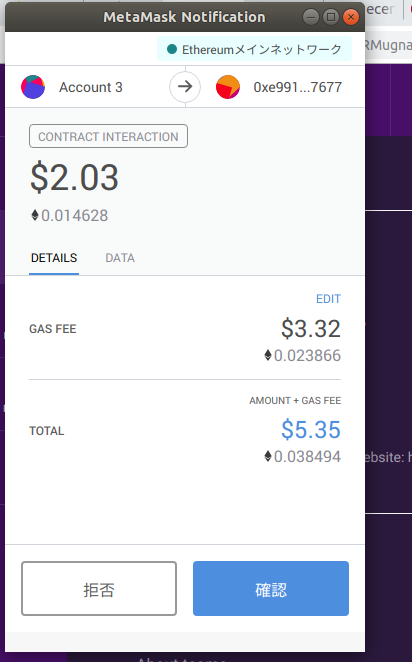 MetaMask Notification
Ethereumメインネットワーク
Account 3
0xe991...7677
CONTRACT INTERACTION
$2.03
0.014628
DETAILS
DATA
EDIT
GAS FEE
$3.32
0.023866
AMOUNT + GAS FEE
TOTAL
$5.35
0.038494
拒否
確認
ecer
RMugna
ebsite: h